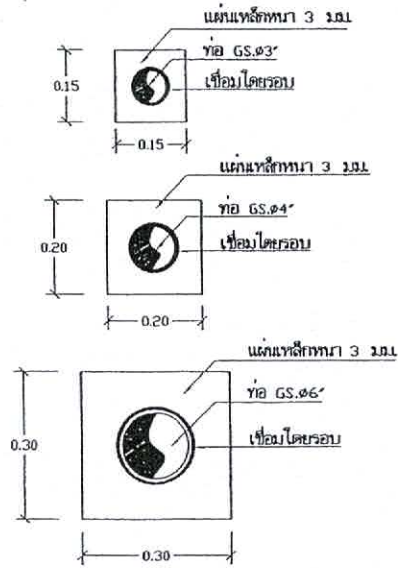 แผ่นเหล็กหนา 3 มม.
ท่อ GS.ø3"
เชื่อมโดยรอบ
0.15
0.15
แผ่นเหล็กหนา 3 มม.
ท่อ GS.ø4"
เชื่อมโดยรอบ
0.20
0.20
แผ่นเหล็กหนา 3 มม.
ท่อ GS.ø6"
เชื่อมโดยรอบ
0.30
0.30